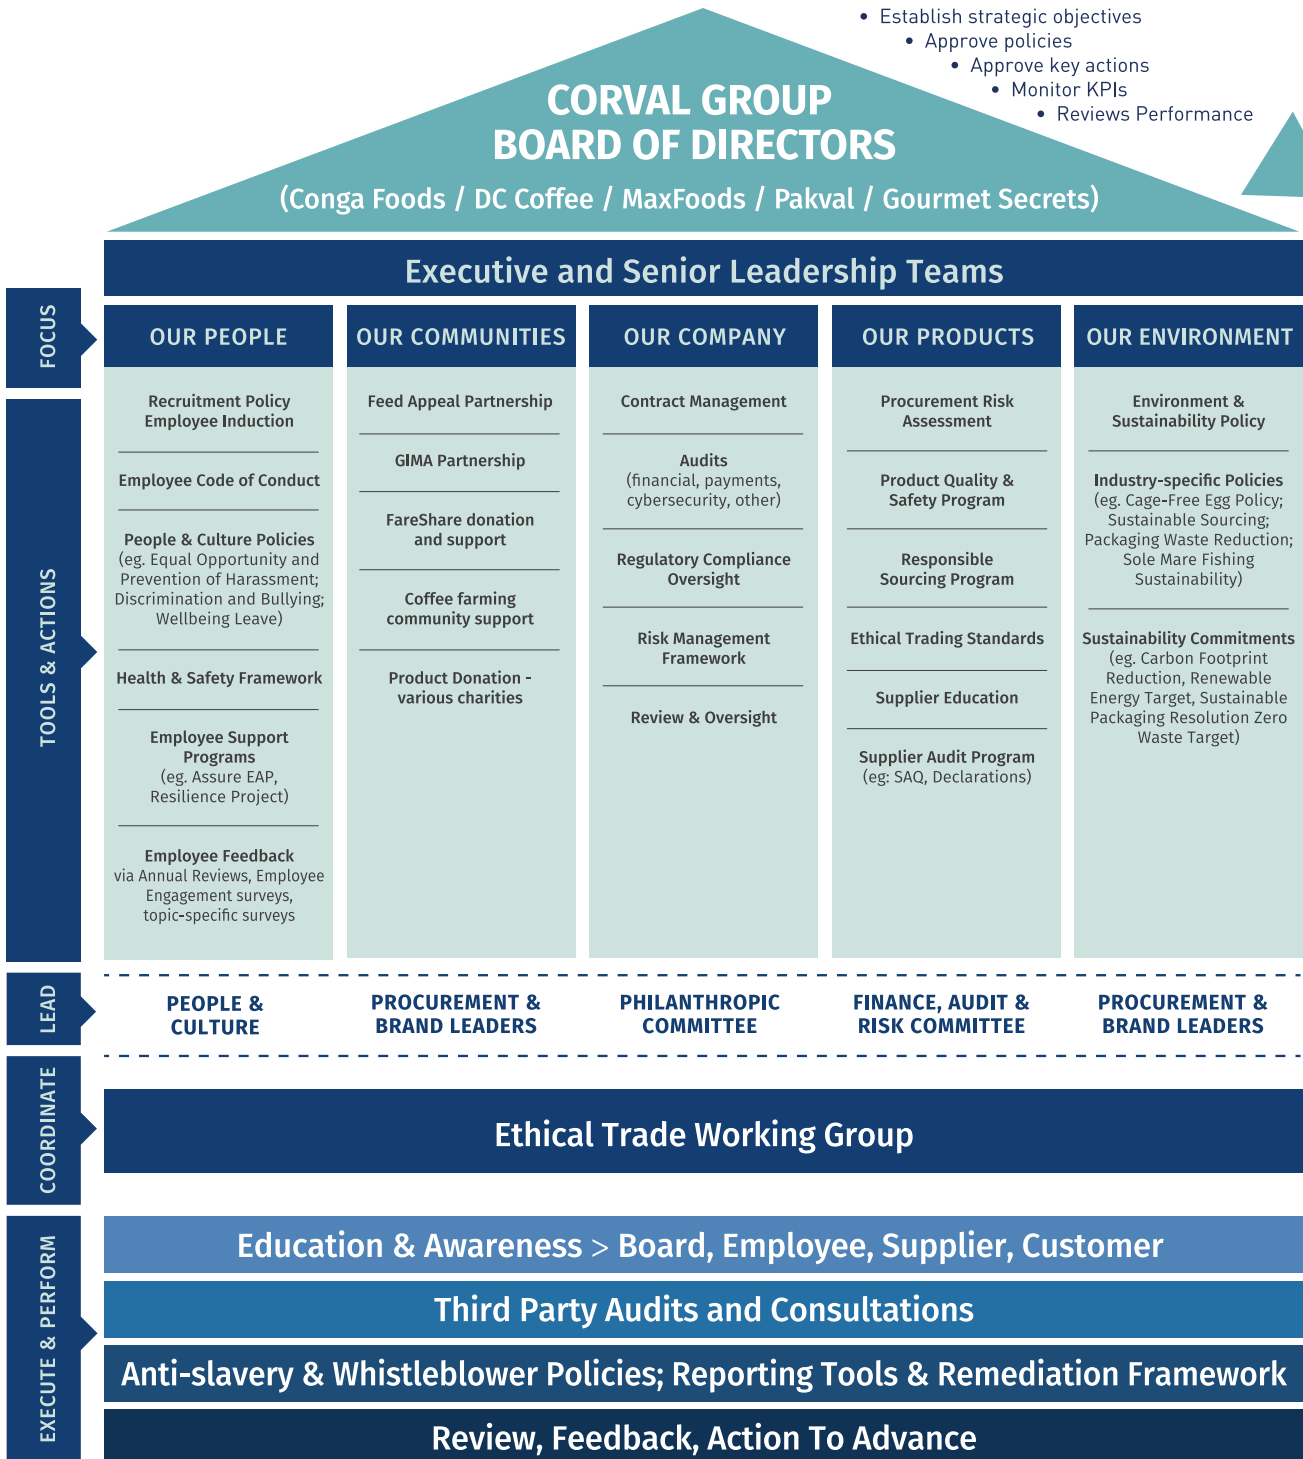 • Establish strategic objectives
• Approve policies
• Approve key actions
• Monitor KPIs
• Reviews Performance
CORVAL GROUP
BOARD OF DIRECTORS
(Conga Foods / DC Coffee / MaxFoods / Pakval / Gourmet Secrets)
Executive and Senior Leadership Teams
FOCUS
OUR PEOPLE
OUR COMMUNITIES
OUR COMPANY
OUR PRODUCTS
OUR ENVIRONMENT
TOOLS & ACTIONS
Recruitment Policy
Employee Induction
Employee Code of Conduct
People & Culture Policies
(eg. Equal Opportunity and
Prevention of Harassment;
Discrimination and Bullying;
Wellbeing Leave)
Health & Safety Framework
Employee Support
Programs
(eg. Assure EAP,
Resilience Project)
Employee Feedback
via Annual Reviews, Employee
Engagement surveys,
topic-specific surveys
Feed Appeal Partnership
GIMA Partnership
FareShare donation
and support
Coffee farming
community support
Product Donation -
various charities
Contract Management
Audits
(financial, payments,
cybersecurity, other)
Regulatory Compliance
Oversight
Risk Management
Framework
Review & Oversight
Procurement Risk
Assessment
Product Quality &
Safety Program
Responsible
Sourcing Program
Ethical Trading Standards
Supplier Education
Supplier Audit Program
(eg: SAQ, Declarations)
Environment &
Sustainability Policy
Industry-specific Policies
(eg. Cage-Free Egg Policy;
Sustainable Sourcing;
Packaging Waste Reduction;
Sole Mare Fishing
Sustainability)
Sustainability Commitments
(eg. Carbon Footprint
Reduction, Renewable
Energy Target, Sustainable
Packaging Resolution Zero
Waste Target)
LEAD
PEOPLE &
CULTURE
PROCUREMENT &
BRAND LEADERS
PHILANTHROPIC
COMMITTEE
FINANCE, AUDIT &
RISK COMMITTEE
PROCUREMENT &
BRAND LEADERS
COORDINATE
Ethical Trade Working Group
EXECUTE & PERFORM
Education & Awareness > Board, Employee, Supplier, Customer
Third Party Audits and Consultations
Anti-slavery & Whistleblower Policies; Reporting Tools & Remediation Framework
Review, Feedback, Action To Advance